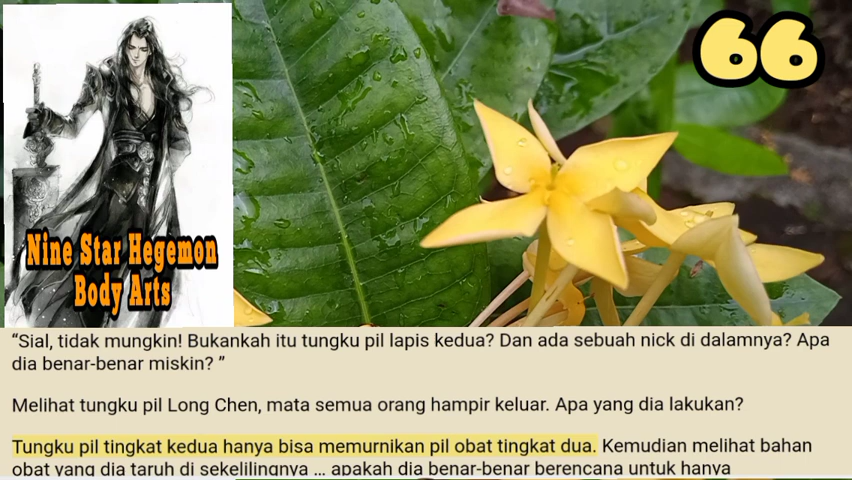 66
Nine Star Hegemon
Body Arts
“Sial, tidak mungkin! Bukankah itu tungku pil lapis kedua? Dan ada sebuah nick di dalamnya? Apa
dia benar-benar miskin? ”
Melihat tungku pil Long Chen, mata semua orang hampir keluar. Apa yang dia lakukan?
Tungku pil tingkat kedua hanya bisa memurnikan pil obat tingkat dua. Kemudian melihat bahan
obat yang dia taruh di sekelilingnya ... apakah dia benar-benar berencana untuk hanya